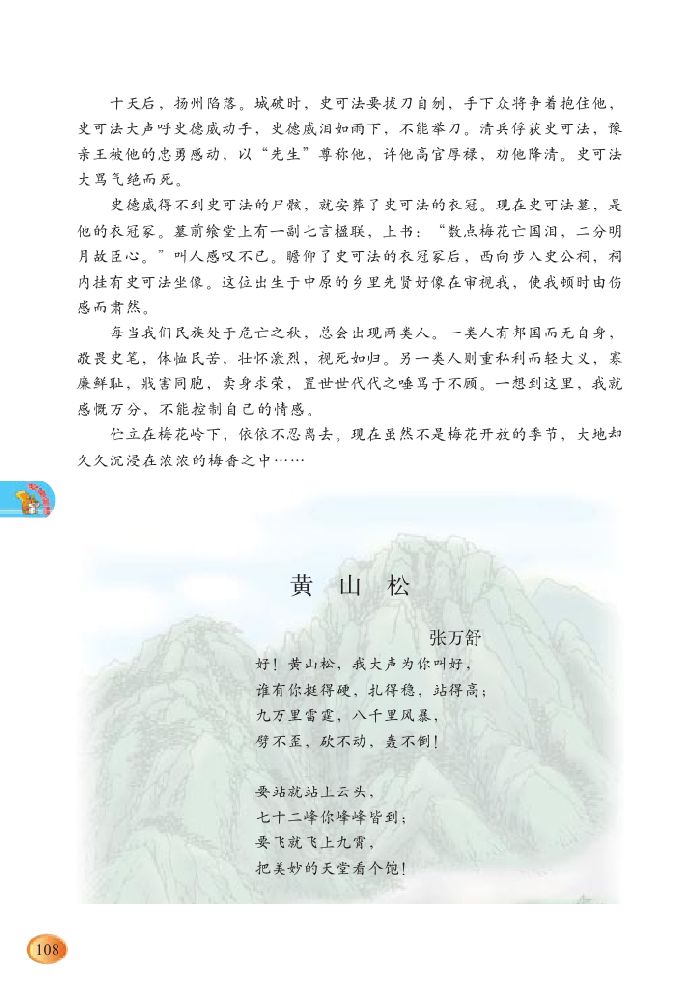 十天后，扬州陷落。城破时，史可法要拔刀自刎，手下众将争着抱住他，
史可法大声呼史德威动手，史德威泪如雨下，不能举刀。清兵俘获史可法，豫
亲王被他的忠勇感动，以“先生”尊称他，许他高官厚禄，劝他降清。史可法
大骂气绝而死。
史德威得不到史可法的尸骸，就安葬了史可法的衣冠。现在史可法墓，是
他的衣冠冢。墓前飨堂上有一副七言楹联，上书：“数点梅花亡国泪，二分明
月故臣心。”叫人感叹不已。瞻仰了史可法的衣冠冢后，西向步入史公祠，祠
内挂有史可法坐像。这位出生于中原的乡里先贤好像在审视我，使我顿时由伤
感而肃然。
每当我们民族处于危亡之秋，总会出现两类人。一类人有邦国而无自身，
敬畏史笔，体恤民苦，壮怀激烈，视死如归。另一类人则重私利而轻大义，寡
廉鲜耻，戕害同胞，卖身求荣，置世世代代之唾骂于不顾。一想到这里，我就
感慨万分，不能控制自己的情感。
伫立在梅花岭下，依依不忍离去。现在虽然不是梅花开放的季节，大地却
久久沉浸在浓浓的梅香之中……
黄山松
张万舒
好！黄山松，我大声为你叫好，
谁有你挺得硬，扎得稳，站得高；
九万里雷霆，八千里风暴，
劈不歪，砍不动，轰不倒！
要站就站上云头，
七十二峰你峰峰皆到；
要飞就飞上九霄，
把美妙的天堂看个饱！
108